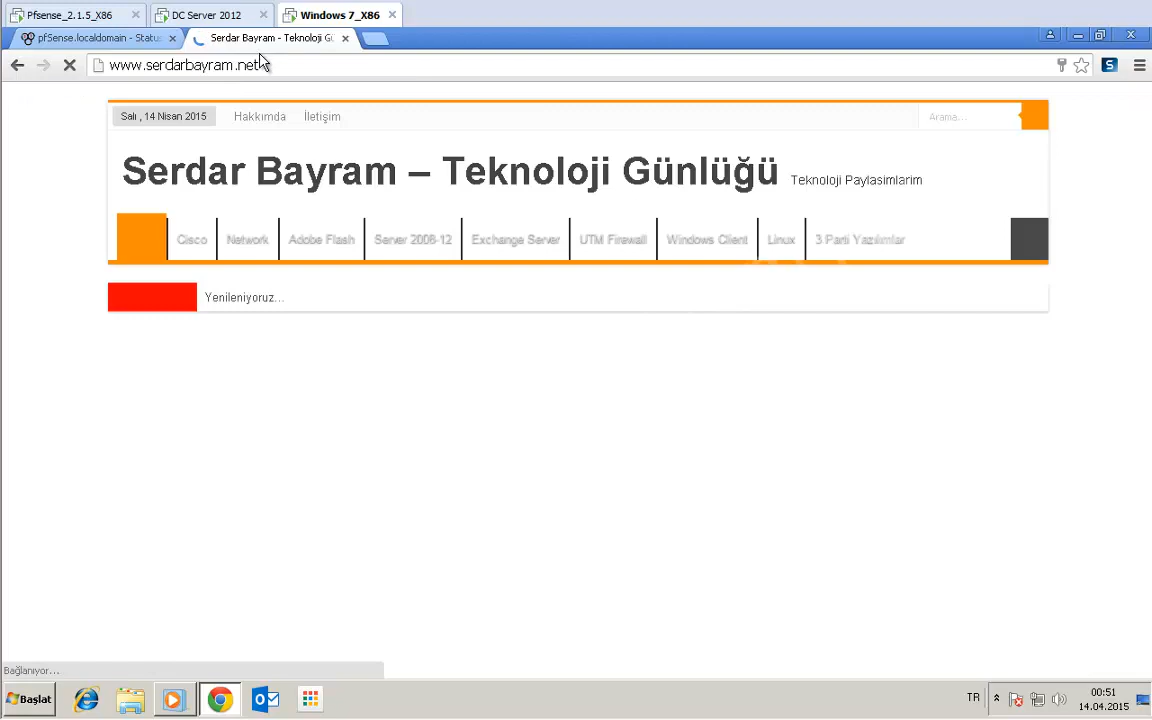 Pfsense_2.1.5_X86
DC Server 2012
Windows 7_X86
pfSense.localdomain - Status
Serdar Bayram – Teknoloji Gü
www.serdarbayram.net
Salı , 14 Nisan 2015
Hakkımda
İletişim
Arama...
Serdar Bayram – Teknoloji Günlüğü
Teknoloji Paylasimlarim
Cisco
Network
Adobe Flash
Server 2008-12
Exchange Server
UTM Firewall
Windows Client
Linux
3.Parti Yazılımlar
Yenileniyoruz...
Bağlanıyor...
Başlat
TR
00:51
14.04.2015